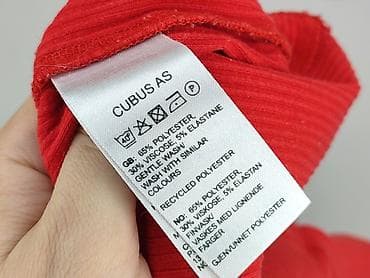 CUBUS AS
40
P
GB: 65% POLYESTER,
30% VISCOSE, 5% ELASTANE
GENTLE WASH/
WASH WITH SIMILAR
COLOURS
RECYCLED POLYESTER
NO: 65% POLYESTER,
30% VISKOSE, 5% ELASTAN
FINVASK/
VASKES MED LIGNENDE
FARGER
GJENVUNNET POLYESTER